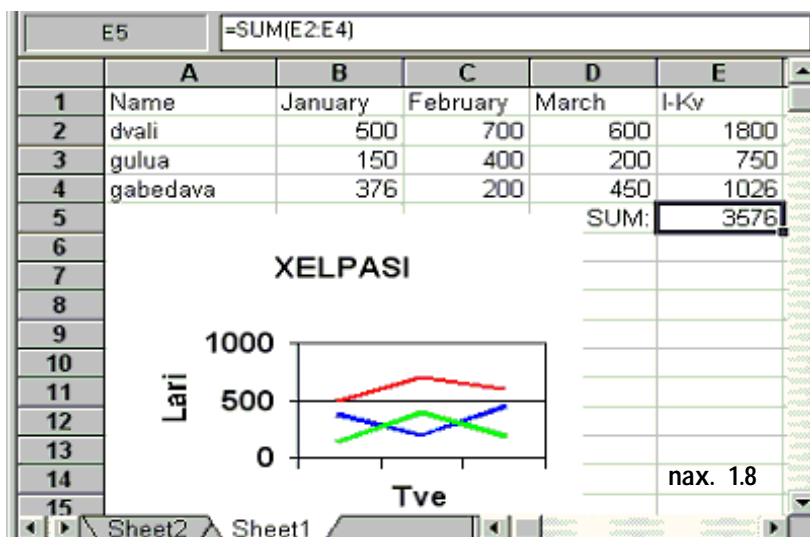 E5 =SUM(E2:E4)
A B C D E
1 Name January February March I-Kv
2 dvali 500 700 600 1800
3 gulua 150 400 200 750
4 gabedava 376 200 450 1026
5 SUM: 3576
6
7 XELPASI
8
9
10 1000
11 Lari
12 500
13 0
14 nax. 1.8
15 Tve
Sheet2 Sheet1